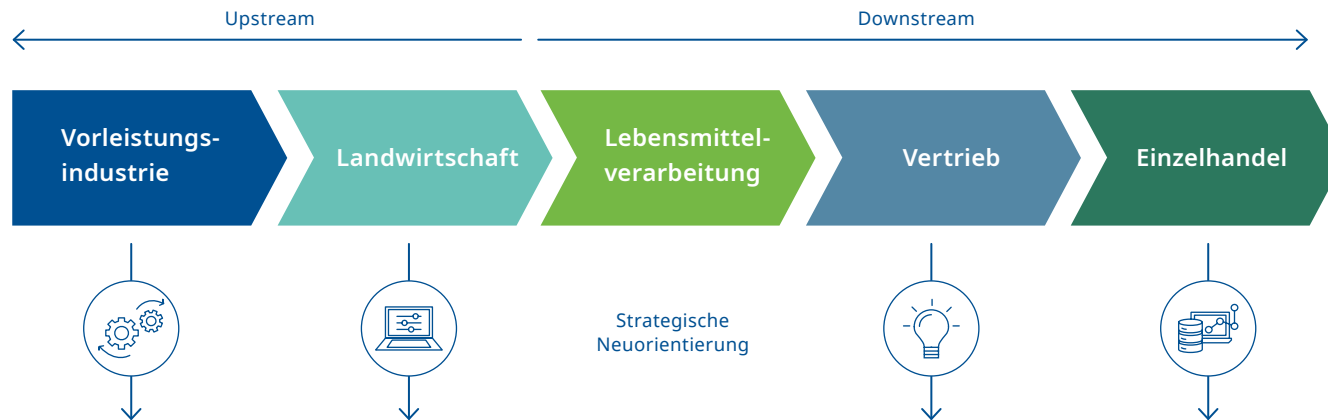 Upstream
Downstream
Vorleistungs-
industrie
Landwirtschaft
Lebensmittel-
verarbeitung
Vertrieb
Einzelhandel
Strategische
Neuorientierung